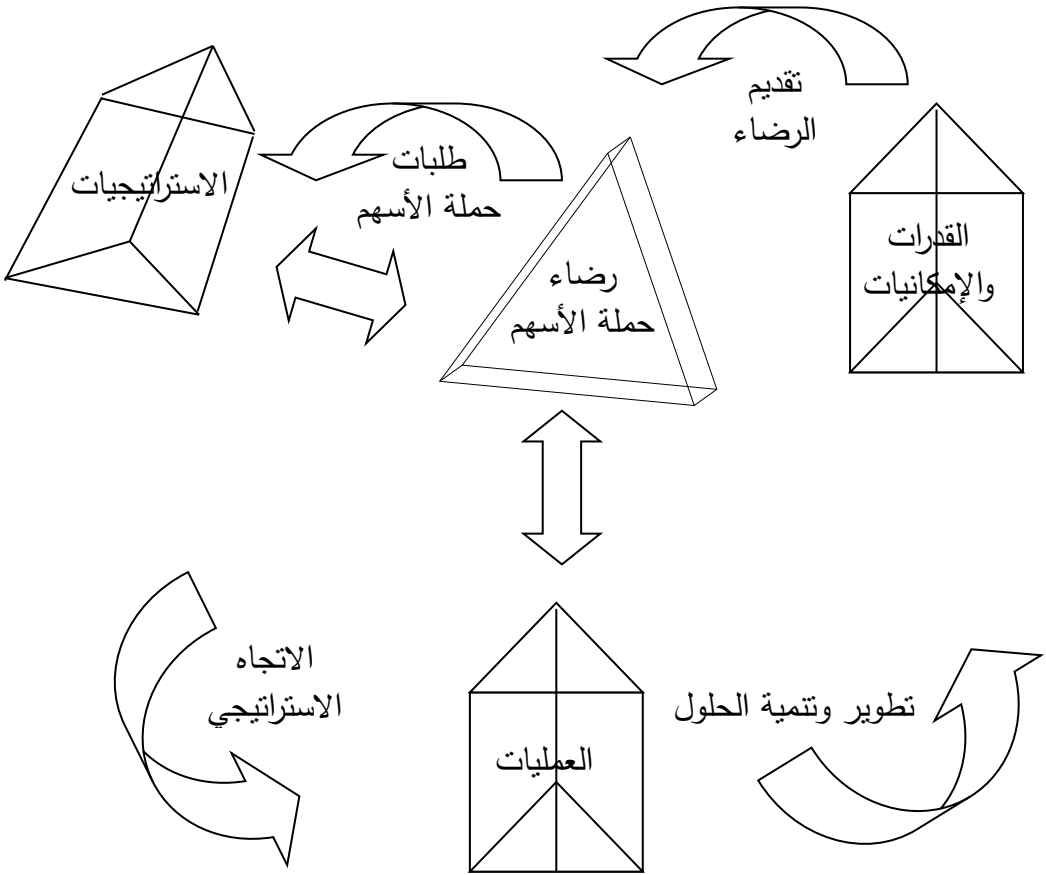 تقديم
الرضاء
طلبات
حملة الأسهم
الاستراتيجيات
القدرات
والإمكانيات
رضاء
حملة الأسهم
الاتجاه
الاستراتيجي
تطوير وتنمية الحلول
العمليات